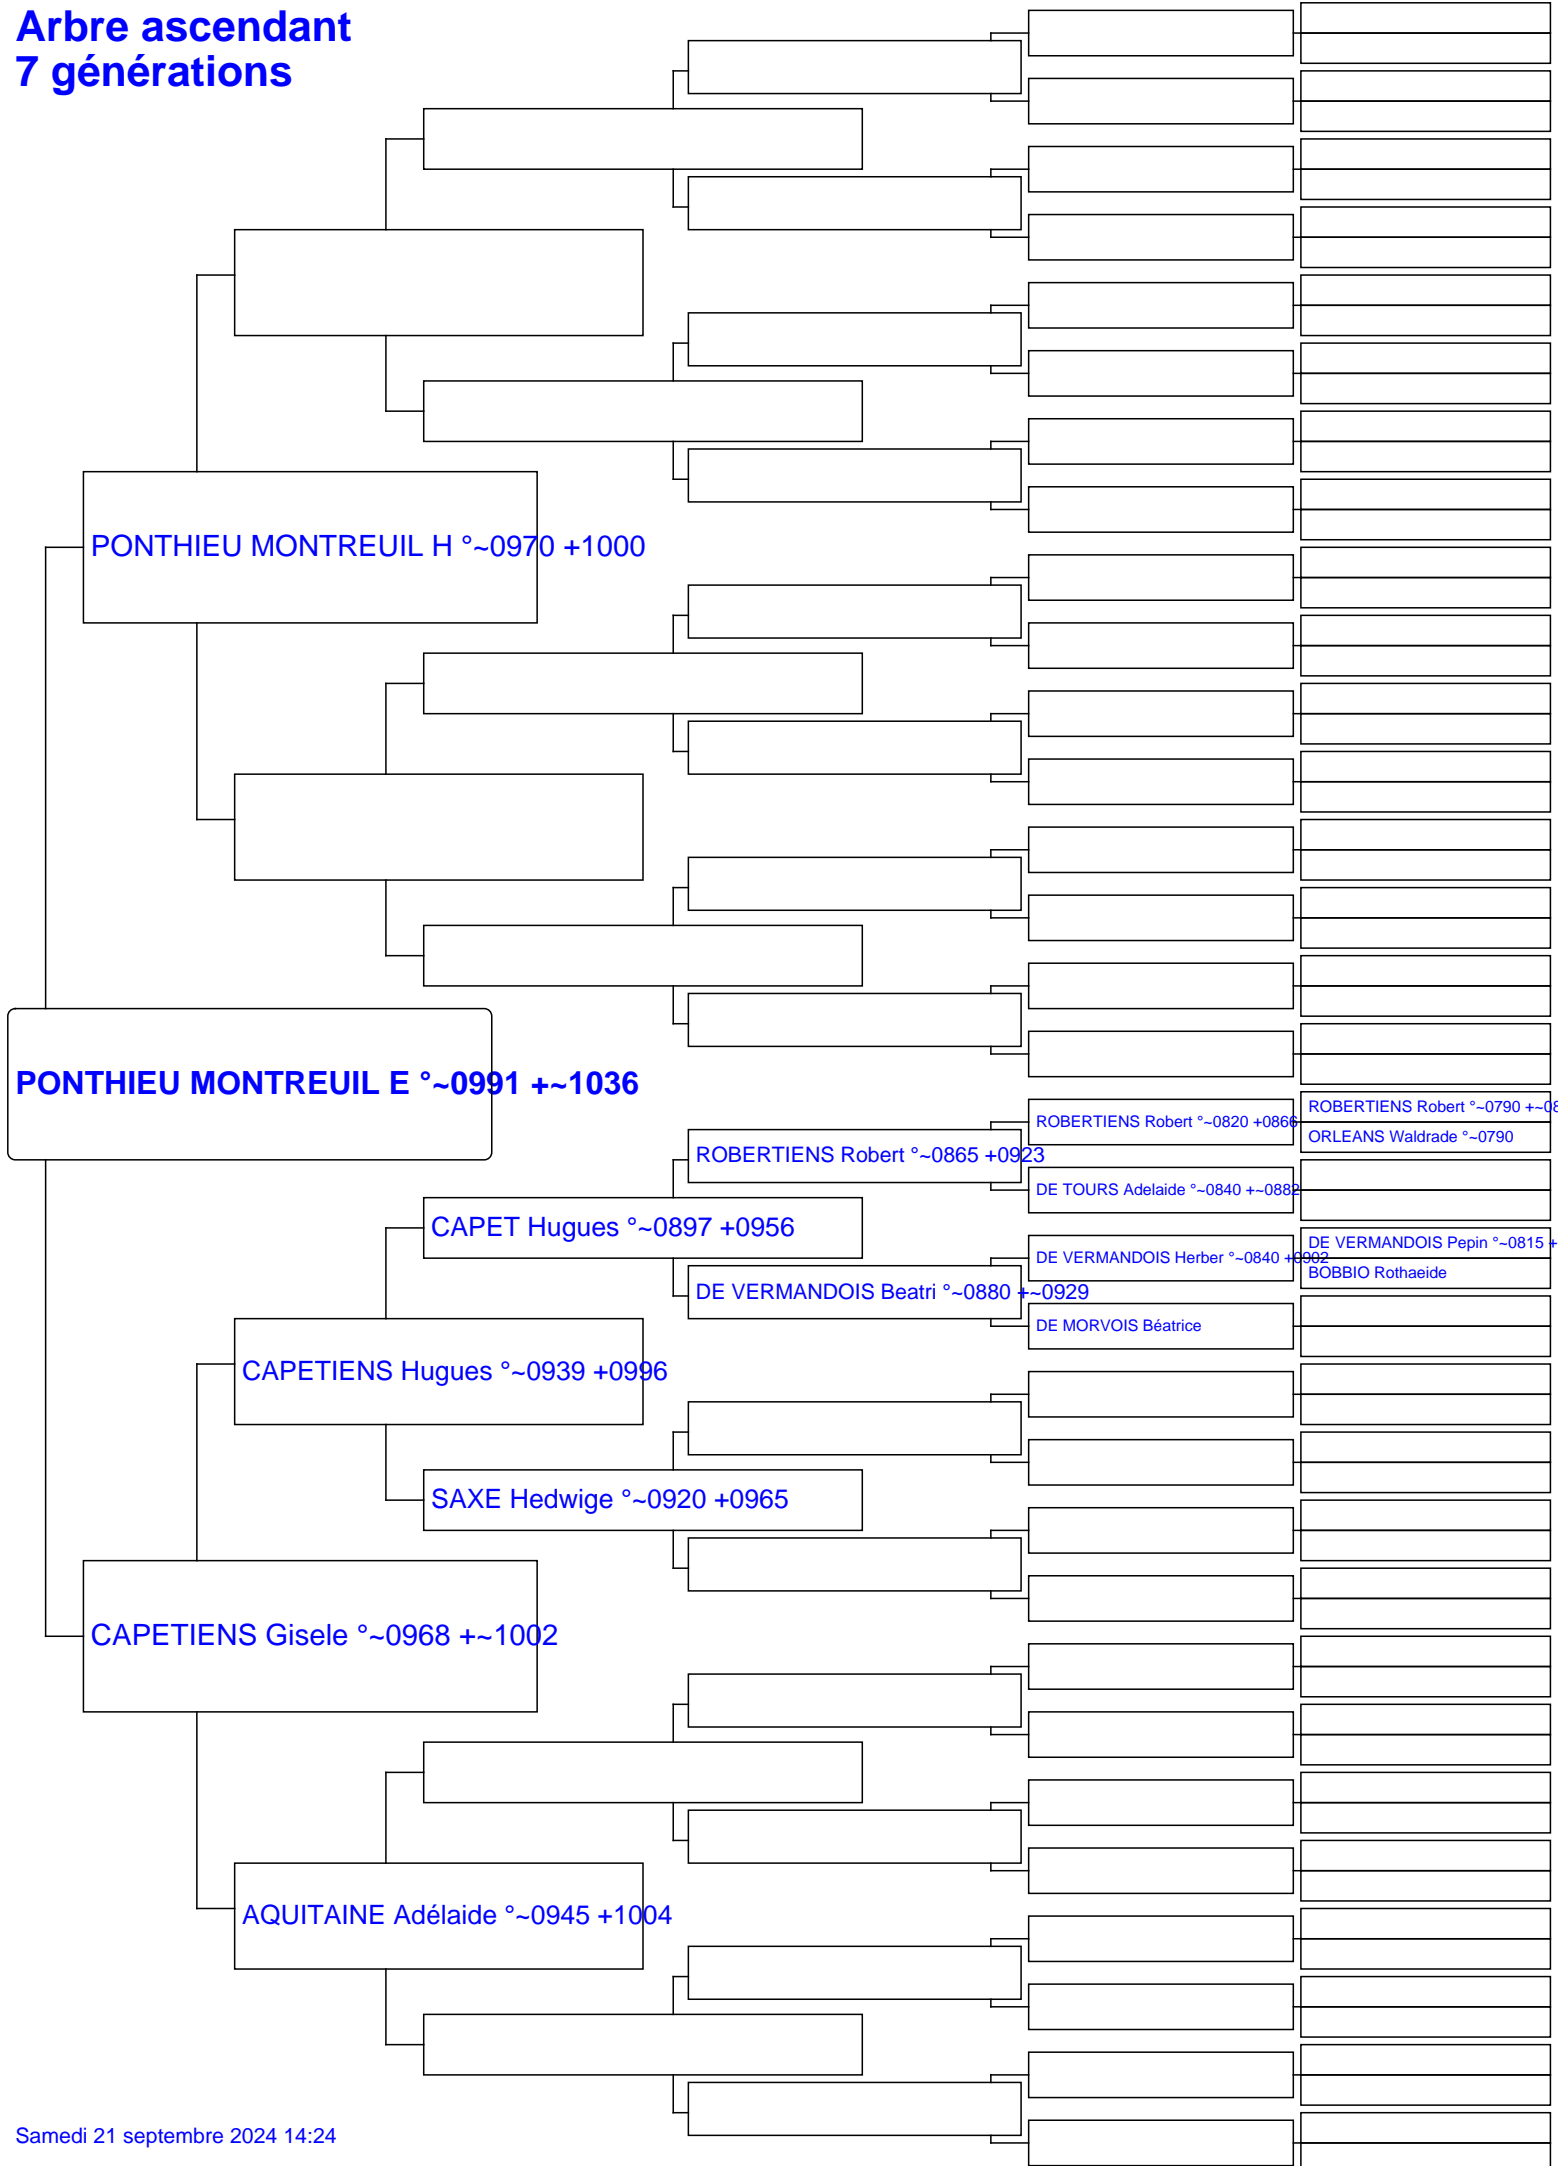 Arbre ascendant
7 générations
PONTHIEU MONTREUIL H °~0970 +1000
PONTHIEU MONTREUIL E °~0991 +~1036
ROBERTIENS Robert °~0790 +~08
ROBERTIENS Robert °~0820 +0866
ORLEANS Waldrade °~0790
ROBERTIENS Robert °~0865 +0923
DE TOURS Adelaide °~0840 +~0882
CAPET Hugues °~0897 +0956
DE VERMANDOIS Pepin °~0815 +
DE VERMANDOIS Herber °~0840 +0902
BOBBIO Rothaeide
DE VERMANDOIS Beatri °~0880 +~0929
DE MORVOIS Béatrice
CAPETIENS Hugues °~0939 +0996
SAXE Hedwige °~0920 +0965
CAPETIENS Gisele °~0968 +~1002
AQUITAINE Adélaide °~0945 +1004
Samedi 21 septembre 2024 14:24